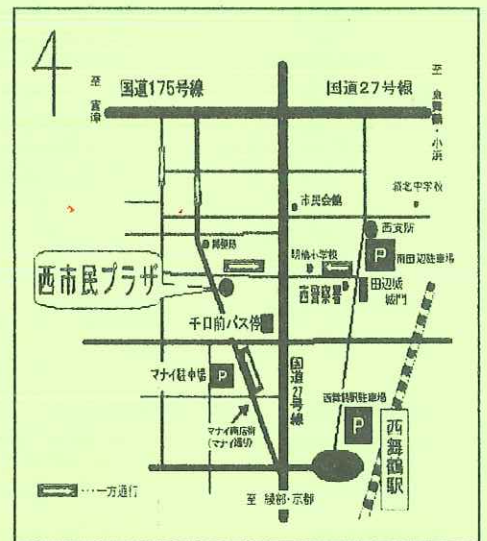 4
国道175号線
国道27号線
至 宮津
至 東舞鶴・小浜
城北中学校
市民会館
西支所
郵便局
明倫小学校
P
南田辺駐車場
西市民プラザ
西警察署
田辺城
城門
バス停
マナイ駐車場
P
国道27号線
西舞鶴駅駐車場
P
マナイ商店街
(マナイ通り)
西舞鶴駅
…一方通行
至 綾部・京都